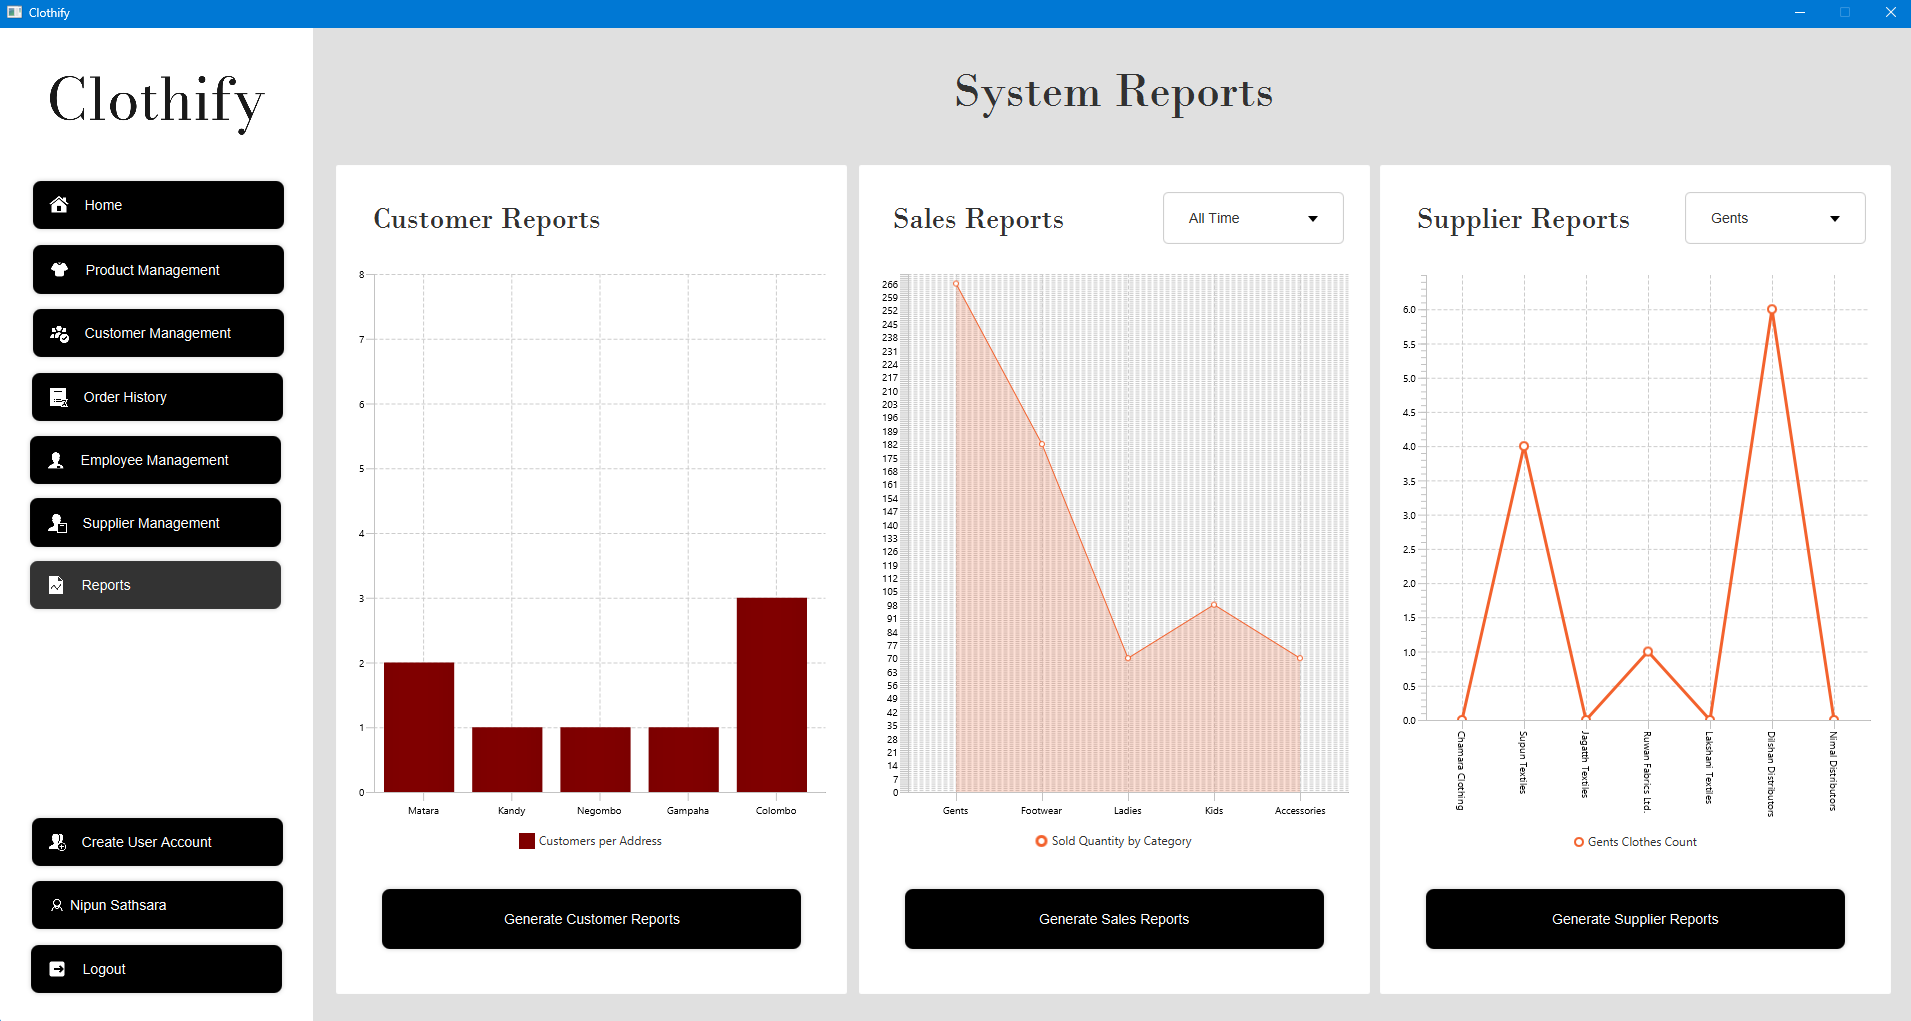 Clothify
Clothify
Home
Product Management
Customer Management
Order History
Employee Management
Supplier Management
Reports
Create User Account
Nipun Sathsara
Logout
System Reports
Customer Reports
8
7
6
5
4
3
2
1
0
Matara Kandy Negombo Gampaha Colombo
Customers per Address
Generate Customer Reports
Sales Reports
All Time
266
259
252
245
238
231
224
217
210
203
196
189
182
175
168
161
154
147
140
133
126
119
112
105
98
91
84
77
70
63
56
49
42
35
28
21
14
7
0
Gents Footwear Ladies Kids Accessories
Sold Quantity by Category
Generate Sales Reports
Supplier Reports
Gents
6.0
5.5
5.0
4.5
4.0
3.5
3.0
2.5
2.0
1.5
1.0
0.5
0.0
Chamara Clothing
Supun Textiles
Jagath Textiles
Ruwan Fabrics Ltd.
Lakshani Textiles
Dilshan Distributors
Nimal Distributors
Gents Clothes Count
Generate Supplier Reports